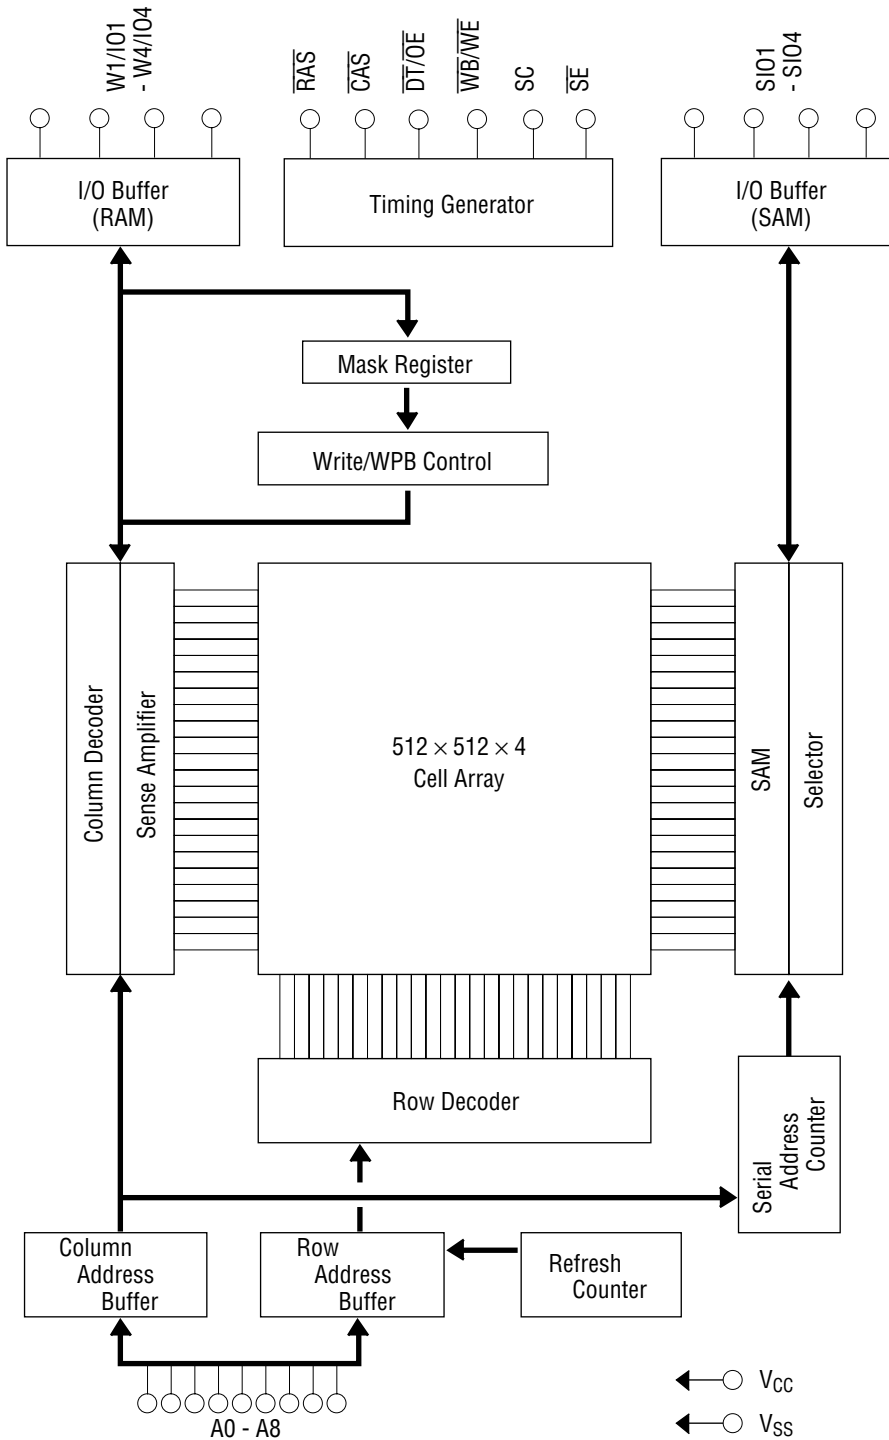 W1/IO1
- W4/IO4
RAS
CAS
DT/OE
WB/WE
SC
SE
SIO1
- SIO4
I/O Buffer
(RAM)
Timing Generator
I/O Buffer
(SAM)
Mask Register
Write/WPB Control
Column Decoder
Sense Amplifier
512 × 512 × 4
Cell Array
SAM
Selector
Row Decoder
Serial
Address
Counter
Column
Address
Buffer
Row
Address
Buffer
Refresh
Counter
A0 - A8
VCC
VSS